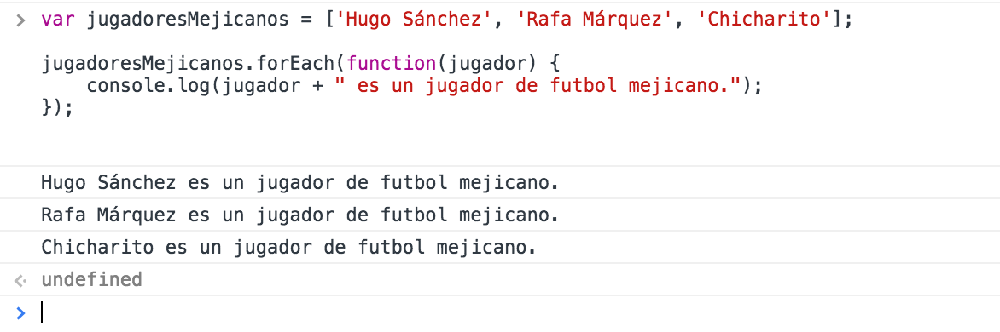 > var jugadoresMejicanos = ['Hugo Sánchez', 'Rafa Márquez', 'Chicharito'];
jugadoresMejicanos.forEach(function(jugador) {
    console.log(jugador + " es un jugador de futbol mejicano.");
});
Hugo Sánchez es un jugador de futbol mejicano.
Rafa Márquez es un jugador de futbol mejicano.
Chicharito es un jugador de futbol mejicano.
undefined